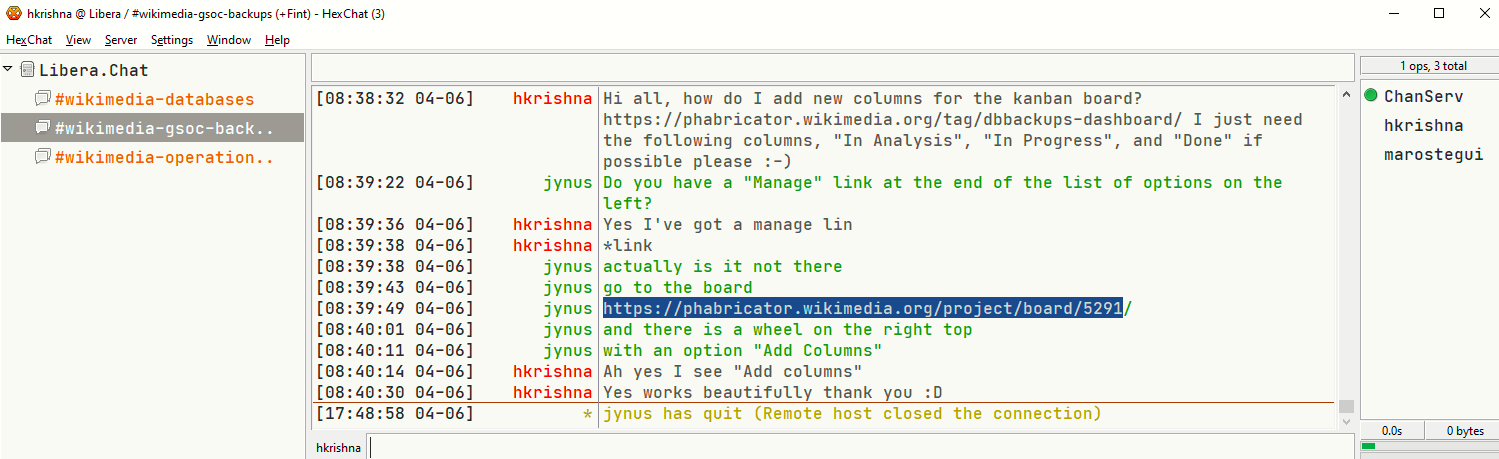 hkrishna @ Libera / #wikimedia-gsoc-backups (+Fint) - HexChat (3)
HexChat View Server Settings Window Help
Libera.Chat
#wikimedia-databases
#wikimedia-gsoc-back..
#wikimedia-operation..
[08:38:32 04-06] hkrishna Hi all, how do I add new columns for the kanban board?
https://phabricator.wikimedia.org/tag/dbbackups-dashboard/ I just need
the following columns, "In Analysis", "In Progress", and "Done" if
possible please :-)
[08:39:22 04-06] jynus Do you have a "Manage" link at the end of the list of options on the
left?
[08:39:36 04-06] hkrishna Yes I've got a manage lin
[08:39:38 04-06] hkrishna *link
[08:39:38 04-06] jynus actually is it not there
[08:39:43 04-06] jynus go to the board
[08:39:49 04-06] jynus https://phabricator.wikimedia.org/project/board/5291/
[08:40:01 04-06] jynus and there is a wheel on the right top
[08:40:11 04-06] jynus with an option "Add Columns"
[08:40:14 04-06] hkrishna Ah yes I see "Add columns"
[08:40:30 04-06] hkrishna Yes works beautifully thank you :D
[17:48:58 04-06] * jynus has quit (Remote host closed the connection)
hkrishna
1 ops, 3 total
ChanServ
hkrishna
marostegui
0.0s 0 bytes